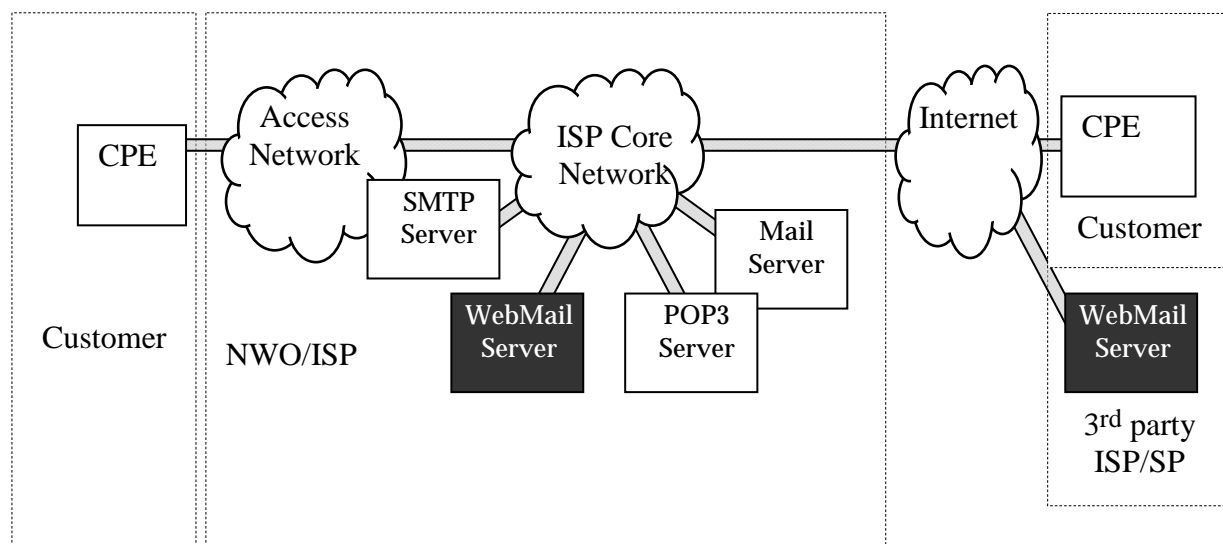 Access
Network
CPE
ISP Core
Network
Internet
CPE
SMTP
Server
Mail
Server
Customer
WebMail
Server
POP3
Server
WebMail
Server
Customer
NWO/ISP
3rd party
ISP/SP